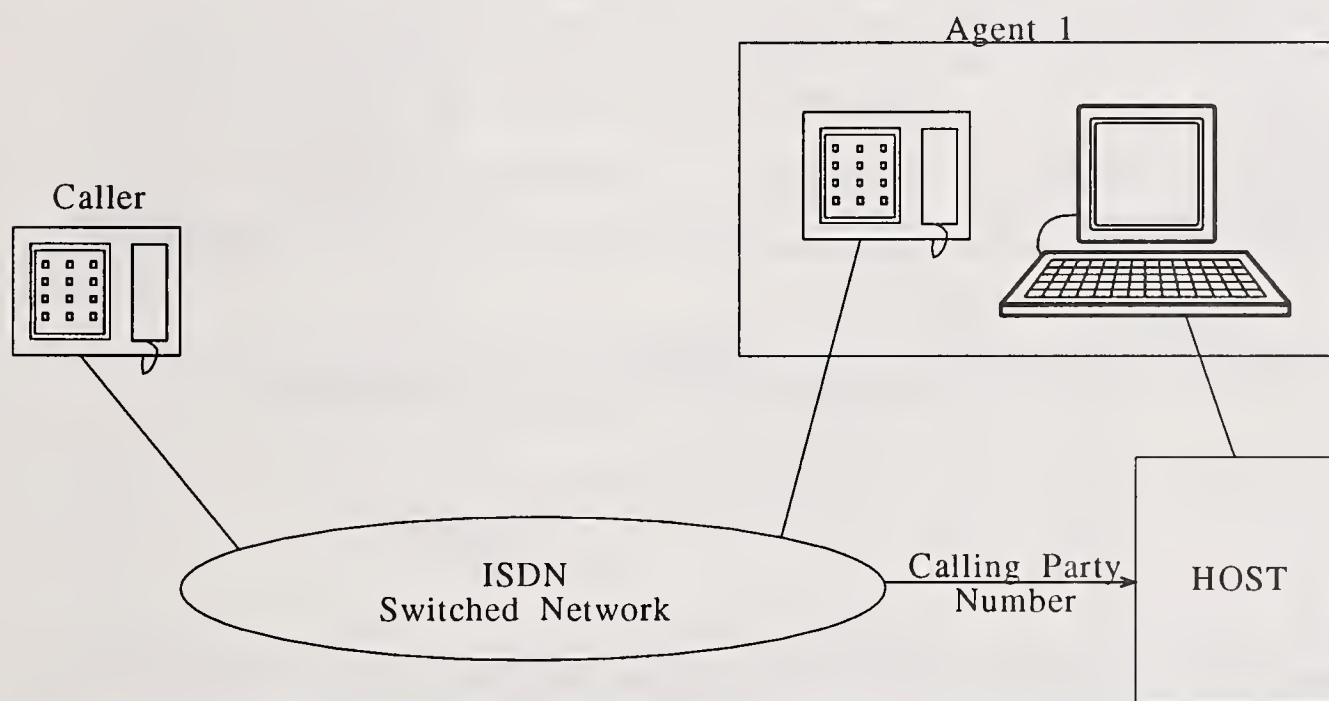 Agent 1
Caller
ISDN
Switched Network
Calling Party
Number
HOST